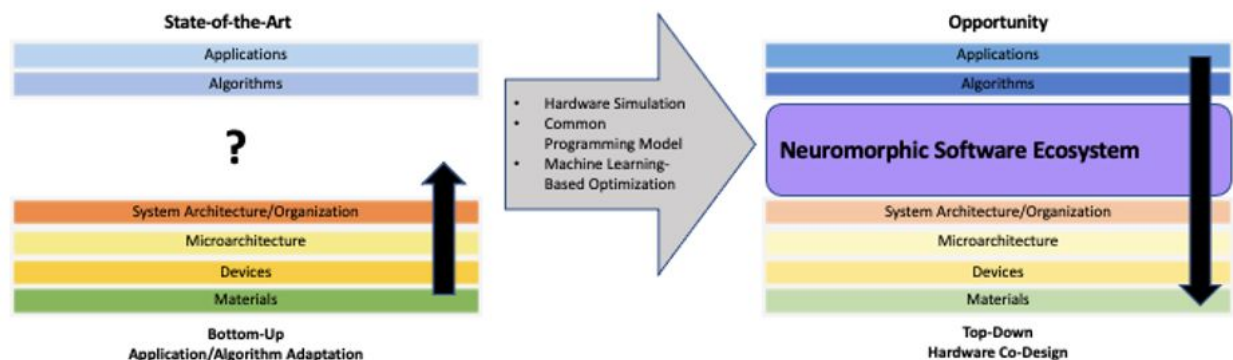 State-of-the-Art
Applications
Algorithms
?
System Architecture/Organization
Microarchitecture
Devices
Materials
Bottom-Up
Application/Algorithm Adaptation
• Hardware Simulation
• Common
Programming Model
• Machine Learning-
Based Optimization
Opportunity
Applications
Algorithms
Neuromorphic Software Ecosystem
System Architecture/Organization
Microarchitecture
Devices
Materials
Top-Down
Hardware Co-Design